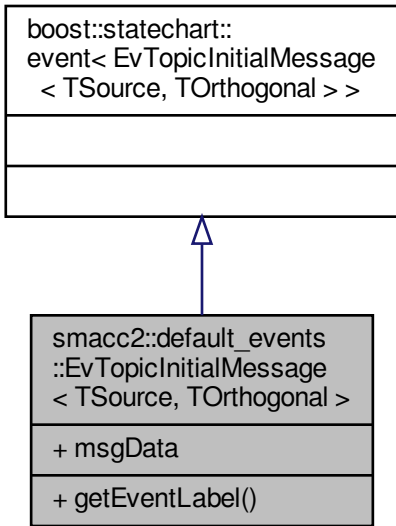 boost::statechart::
event< EvTopicInitialMessage
< TSource, TOrthogonal > >
smacc2::default_events
::EvTopicInitialMessage
< TSource, TOrthogonal >
+ msgData
+ getEventLabel()